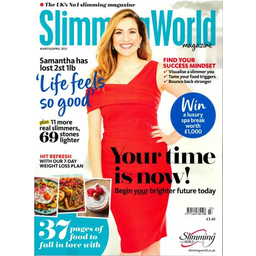 The UK's No1 slimming magazine
SlimmingWorld
magazine
MARCH/APRIL 2021
Samantha has
lost 2st 1lb
'Life feels
so good'
plus 11 more
real slimmers,
69 stones
lighter
HIT REFRESH
WITH OUR 7-DAY
WEIGHT LOSS PLAN
FIND YOUR
SUCCESS MINDSET
✓ Visualise a slimmer you
✓ Tame your food triggers
✓ Bounce back stronger
Win
a luxury
spa break
worth
£1,000
Your time
is now!
Begin your brighter future today
37 pages of
food to
fall in love with
£3.45
Slimming
WORLD
slimmingworld.co.uk